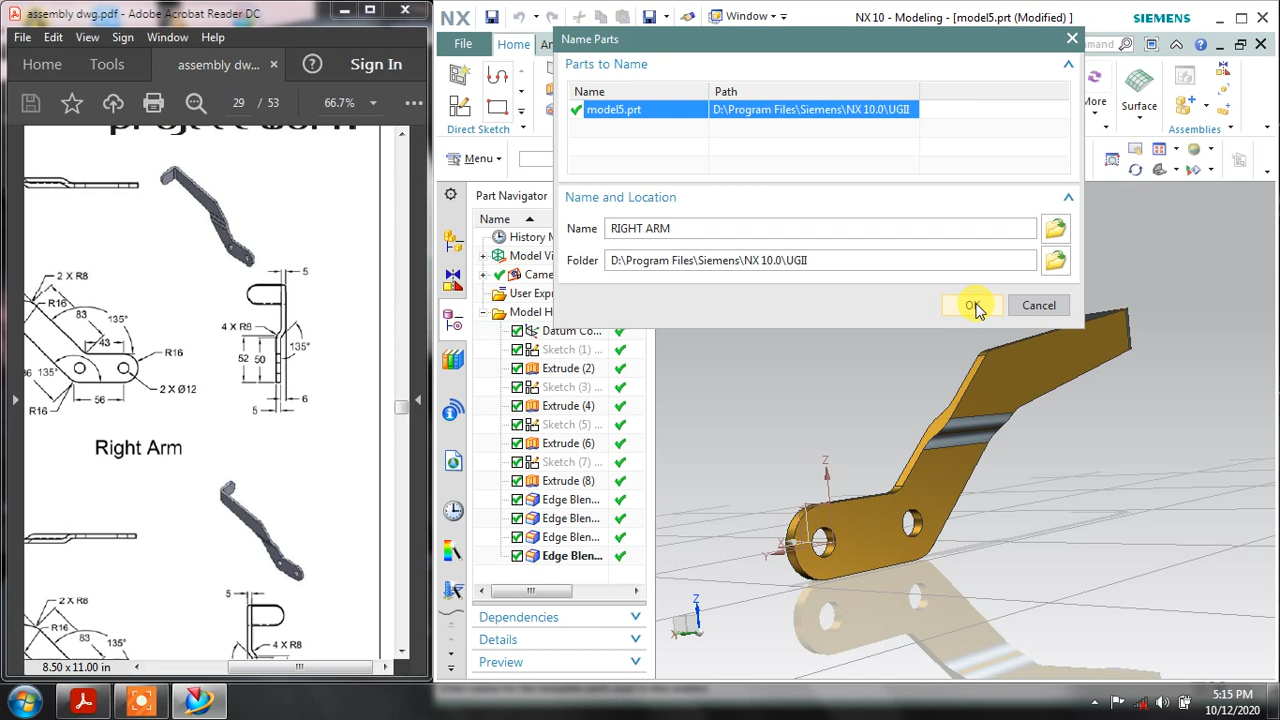 assembly dwg.pdf - Adobe Acrobat Reader DC
File Edit View Sign Window Help
Home Tools assembly dw... × Sign In
29 / 53 66.7%
2 X R8
R16
83
135°
43
R16
135°
R16
56
2 X Ø12
5
4 X R8
52 50
135°
6
5
Right Arm
2 X R8
R16
83
135°
5
4 X R8
8.50 x 11.00 in
NX Window NX 10 - Modeling - [model5.prt (Modified) ] SIEMENS
File Home
Direct Sketch
More
Surface
Assemblies
Menu
Name Parts
Parts to Name
Name Path
model5.prt D:\Program Files\Siemens\NX 10.0\UGII
Name and Location
Name RIGHT ARM
Folder D:\Program Files\Siemens\NX 10.0\UGII
OK Cancel
Part Navigator
Name
History M
Model Vi
Came
User Exp
Model H
Datum Co...
Sketch (1) ...
Extrude (2)
Sketch (3) ...
Extrude (4)
Sketch (5) ...
Extrude (6)
Sketch (7) ...
Extrude (8)
Edge Blen...
Edge Blen...
Edge Blen...
Edge Blen...
Dependencies
Details
Preview
Z
Y
X
Z
X
5:15 PM
10/12/2020